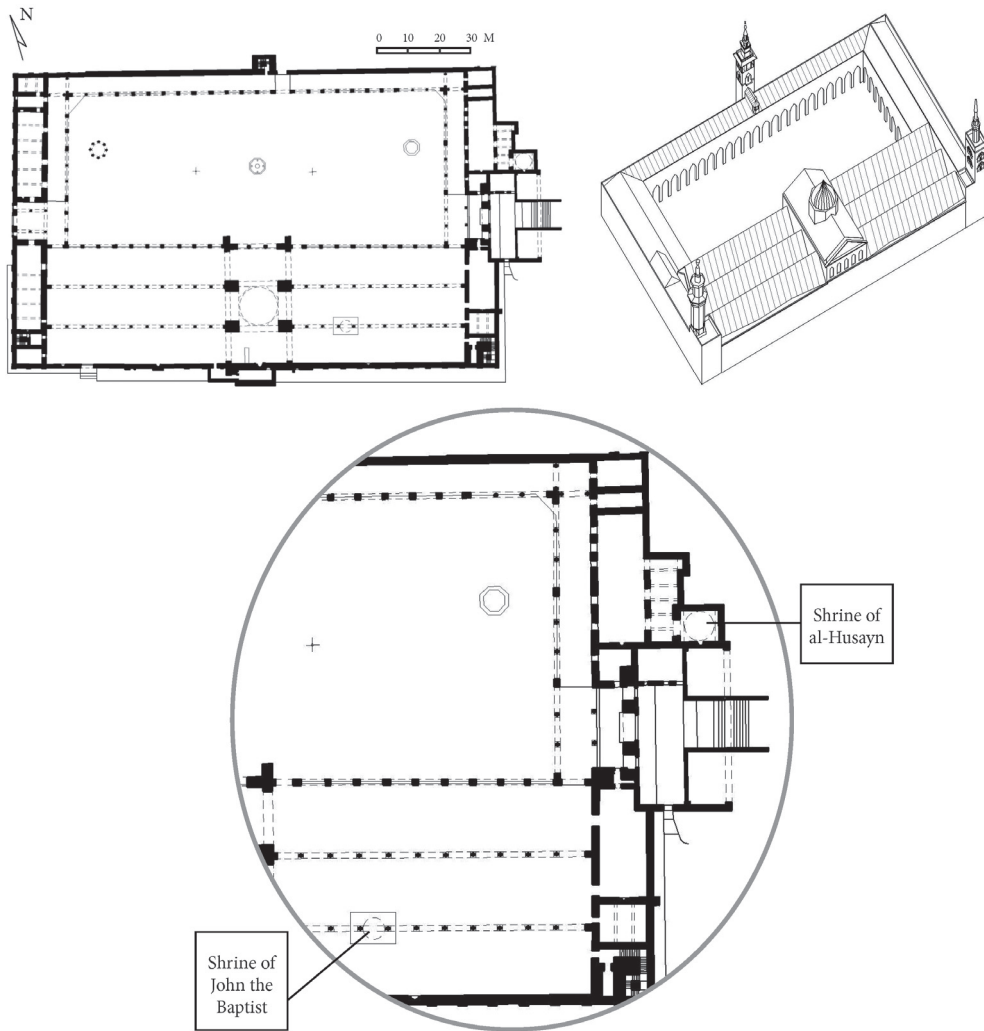 N
0 10 20 30 M
Shrine of
al-Husayn
Shrine of
John the
Baptist